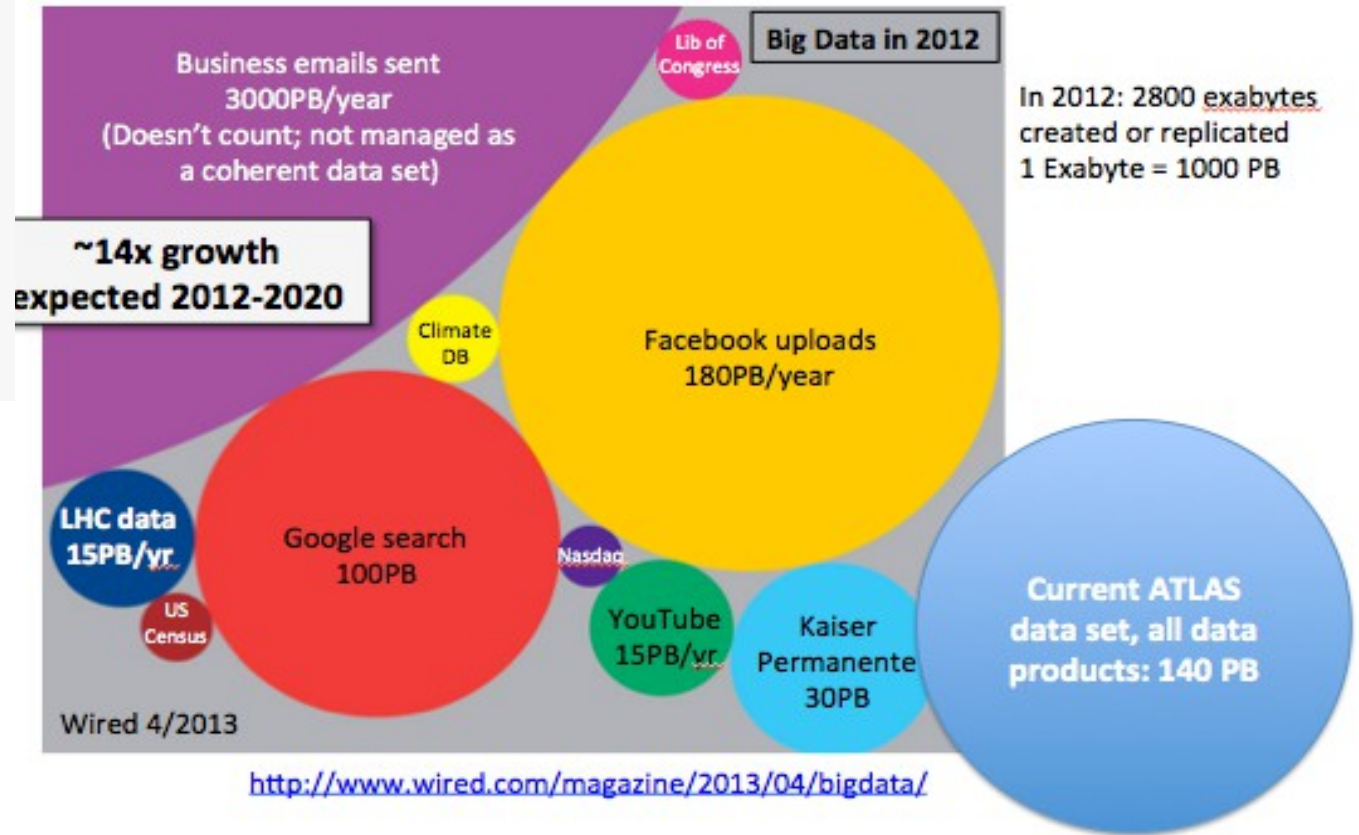 Business emails sent
3000PB/year
(Doesn't count; not managed as
a coherent data set)
Lib of
Congress
Big Data in 2012
In 2012: 2800 exabytes
created or replicated
1 Exabyte = 1000 PB
~14x growth
expected 2012-2020
Climate
DB
Facebook uploads
180PB/year
LHC data
15PB/yr
Google search
100PB
Nasdaq
US
Census
YouTube
15PB/yr
Kaiser
Permanente
30PB
Current ATLAS
data set, all data
products: 140 PB
Wired 4/2013
http://www.wired.com/magazine/2013/04/bigdata/